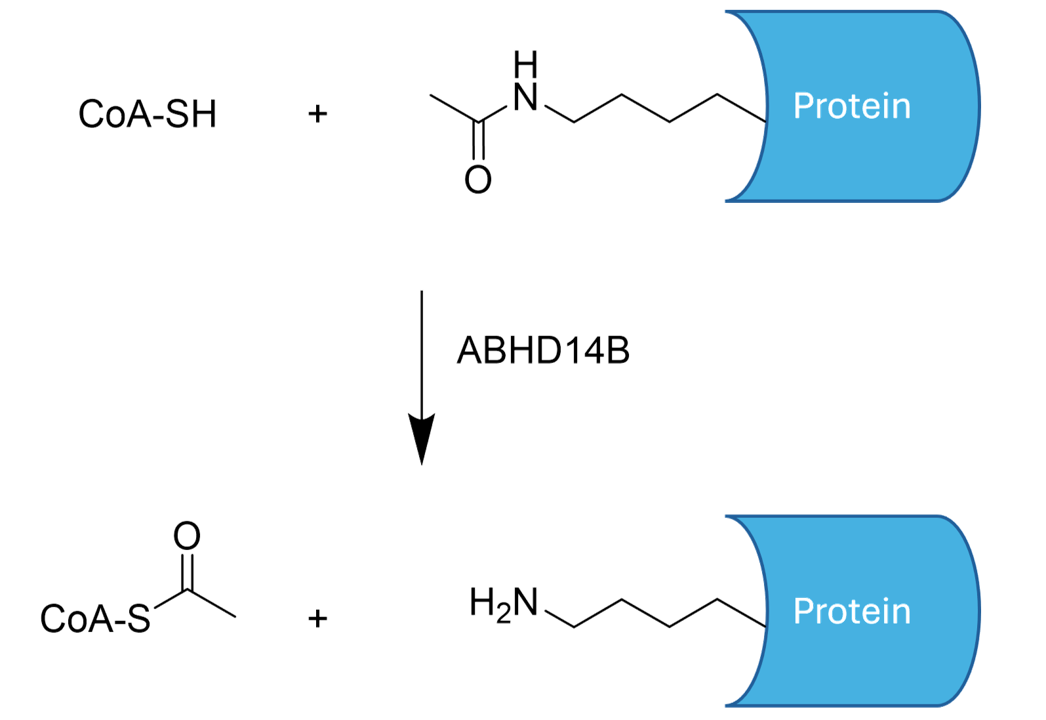 CoA-SH + H
N
O
Protein
ABHD14B
O
CoA-S + H₂N
Protein